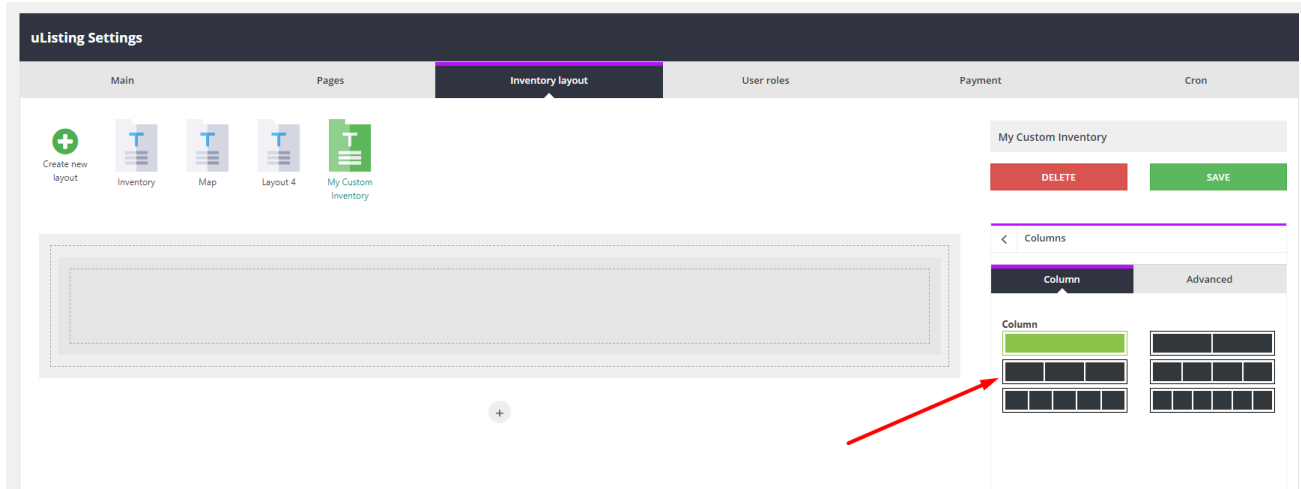 uListing Settings
Main Pages Inventory layout User roles Payment Cron
Create new
layout
Inventory
Map
Layout 4
My Custom
Inventory
My Custom Inventory
DELETE SAVE
Columns
Column Advanced
Column